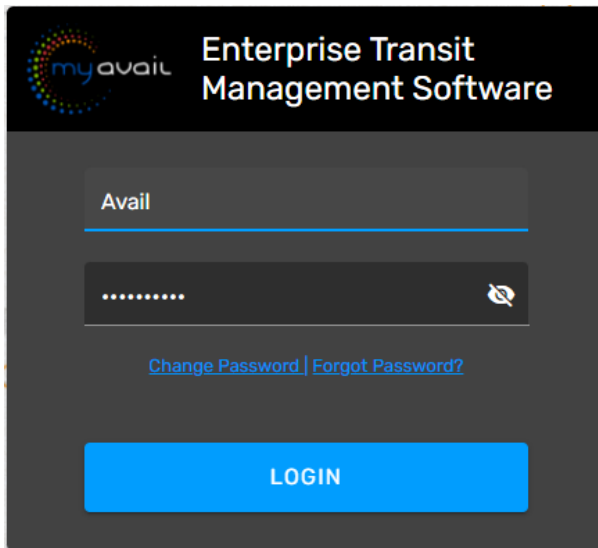 myavail
Enterprise Transit
Management Software
Avail
••••••••••
Change Password | Forgot Password?
LOGIN